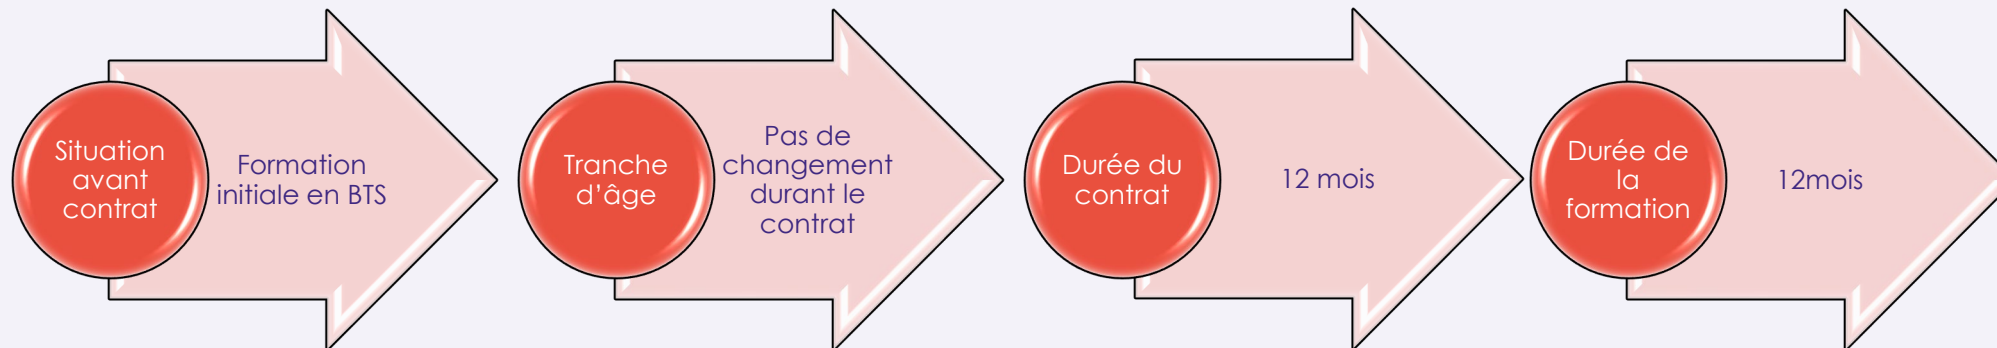 Situation
avant
contrat
Formation
initiale en BTS
Tranche
d'âge
Pas de
changement
durant le
contrat
Durée du
contrat
12 mois
Durée de
la
formation
12mois